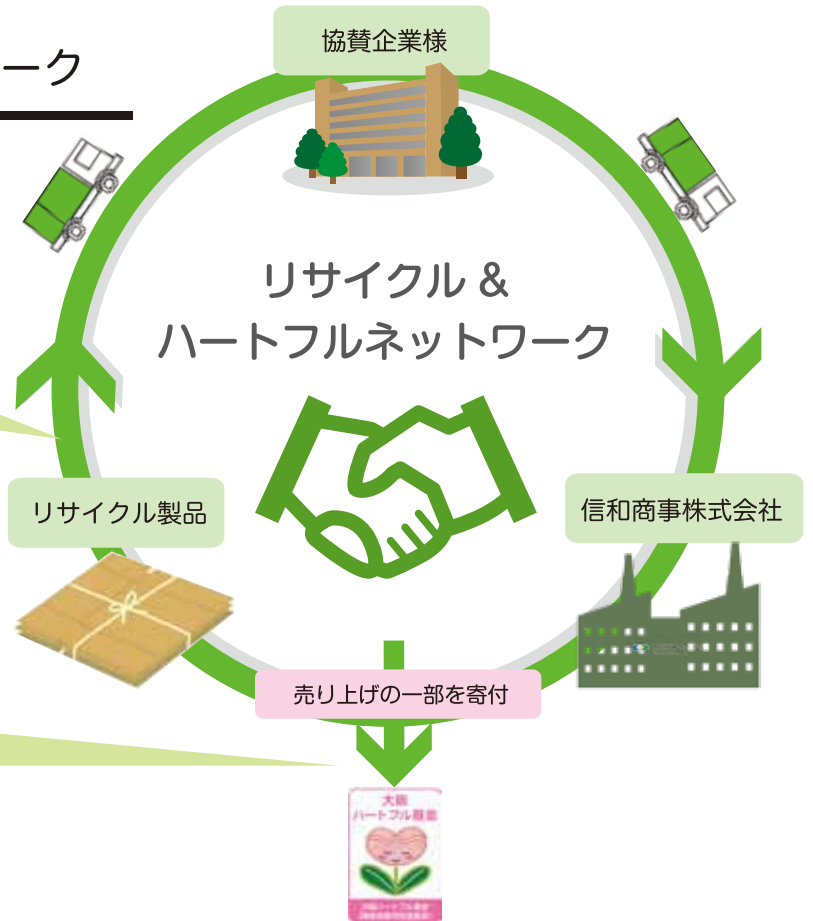 ーク
協賛企業様
リサイクル &
ハートフルネットワーク
リサイクル製品
信和商事株式会社
売り上げの一部を寄付
大阪
ハートフル基金